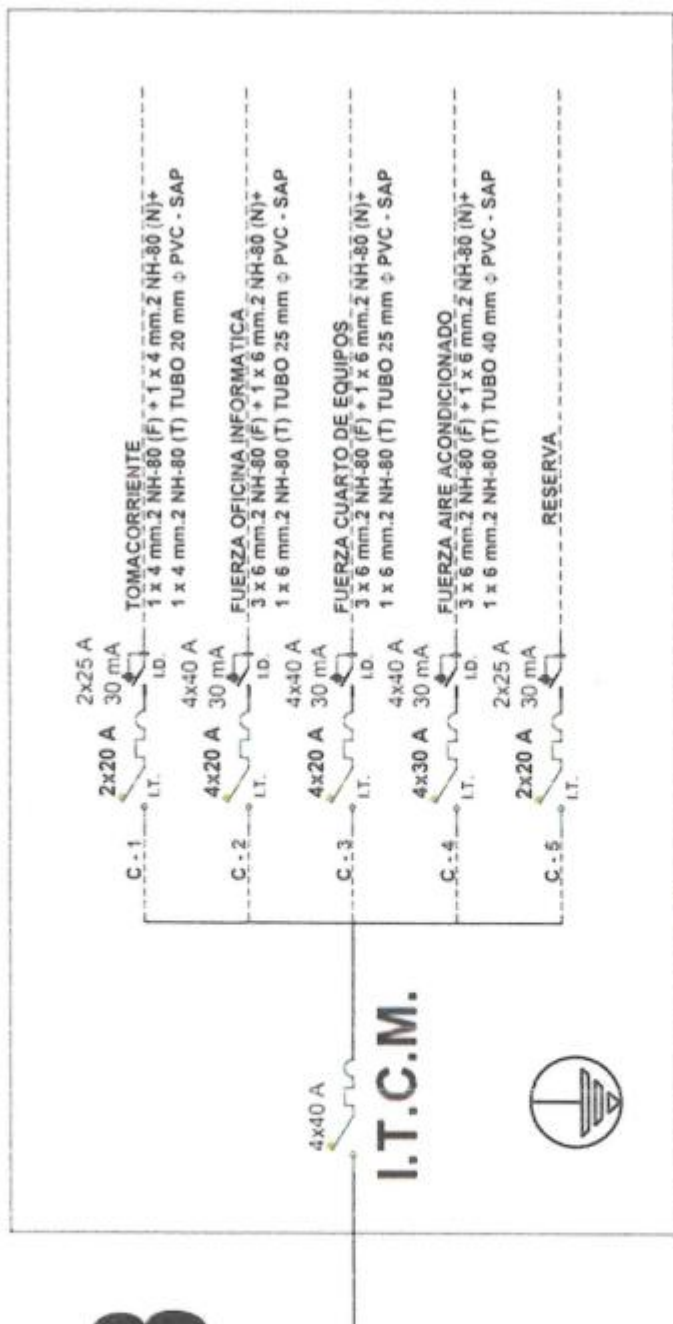 4x40 A
I.T.C.M.
C - 1
2x20 A
I.T.
2x25 A
30 mA
I.D.
TOMACORRIENTE
1 x 4 mm.2 NH-80 (F) + 1 x 4 mm.2 NH-80 (N)+
1 x 4 mm.2 NH-80 (T) TUBO 20 mm ϕ PVC - SAP
C - 2
4x20 A
I.T.
4x40 A
30 mA
I.D.
FUERZA OFICINA INFORMATICA
3 x 6 mm.2 NH-80 (F) + 1 x 6 mm.2 NH-80 (N)+
1 x 6 mm.2 NH-80 (T) TUBO 25 mm ϕ PVC - SAP
C - 3
4x20 A
I.T.
4x40 A
30 mA
I.D.
FUERZA CUARTO DE EQUIPOS
3 x 6 mm.2 NH-80 (F) + 1 x 6 mm.2 NH-80 (N)+
1 x 6 mm.2 NH-80 (T) TUBO 25 mm ϕ PVC - SAP
C - 4
4x30 A
I.T.
4x40 A
30 mA
I.D.
FUERZA AIRE ACONDICIONADO
3 x 6 mm.2 NH-80 (F) + 1 x 6 mm.2 NH-80 (N)+
1 x 6 mm.2 NH-80 (T) TUBO 40 mm ϕ PVC - SAP
C - 5
2x20 A
I.T.
2x25 A
30 mA
I.D.
RESERVA